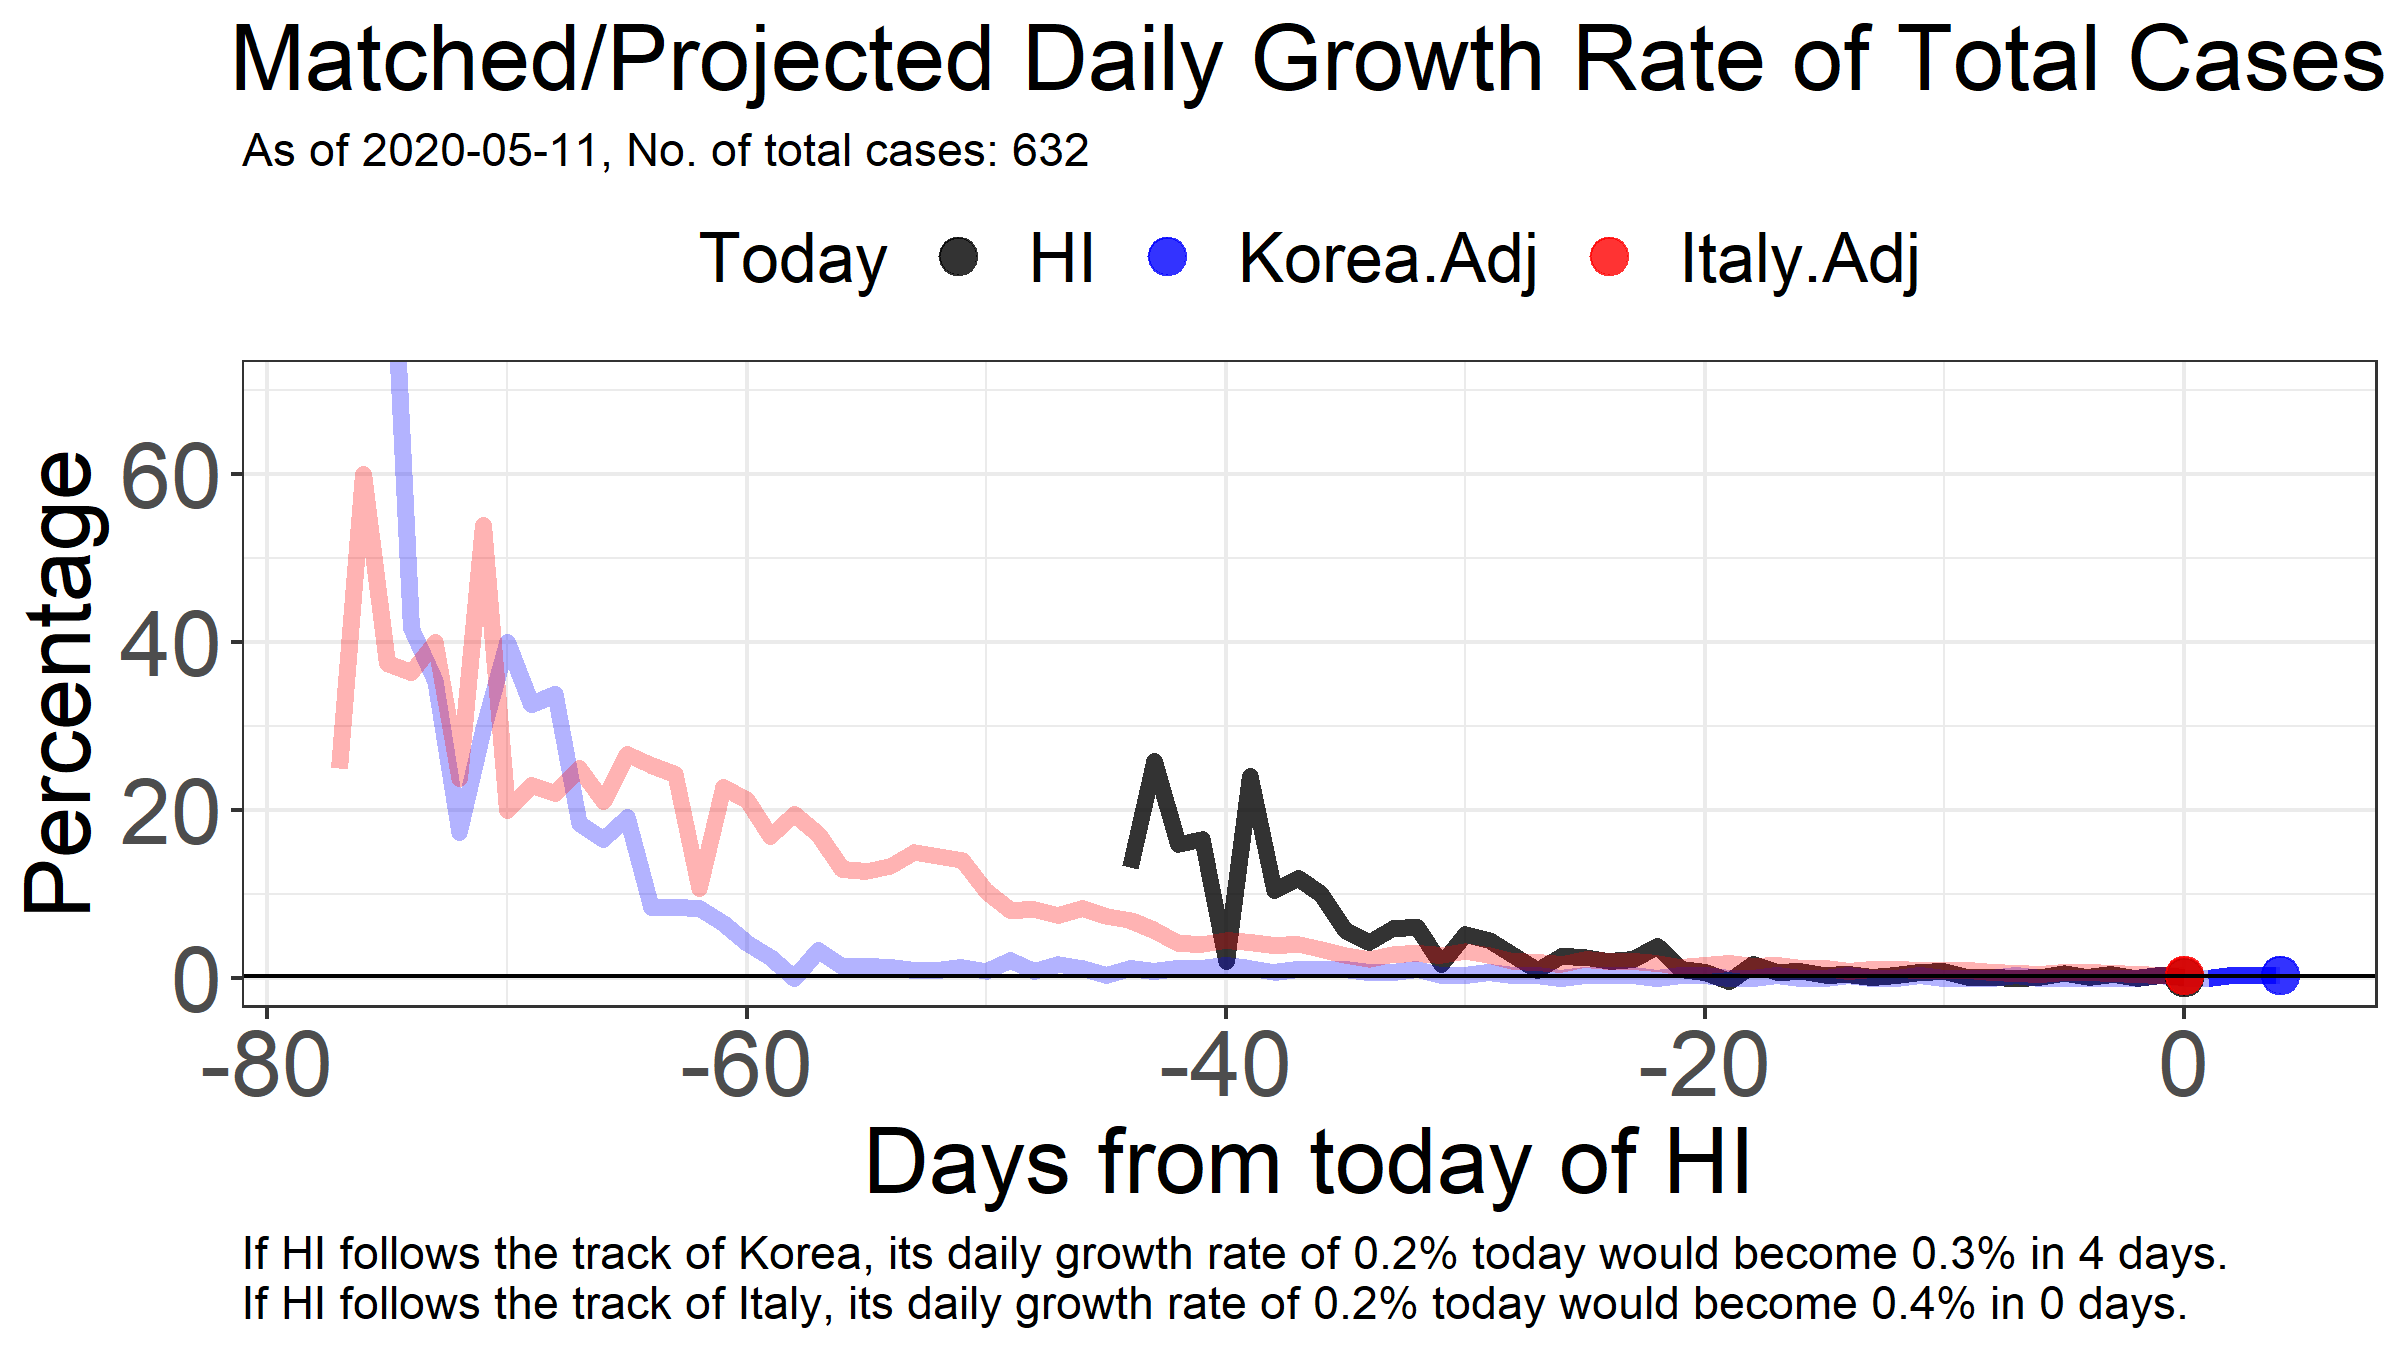 Matched/Projected Daily Growth Rate of Total Cases
As of 2020-05-11, No. of total cases: 632
Today HI Korea.Adj Italy.Adj
Percentage
60
40
20
0
-80 -60 -40 -20 0
Days from today of HI
If HI follows the track of Korea, its daily growth rate of 0.2% today would become 0.3% in 4 days.
If HI follows the track of Italy, its daily growth rate of 0.2% today would become 0.4% in 0 days.